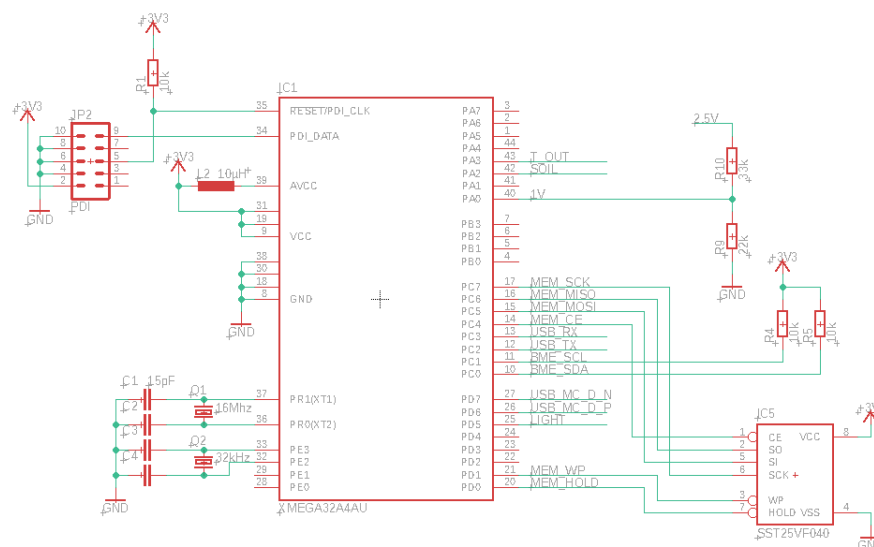 +3V3
R1
10k
+3V3
JP2
10 9
8 7
6 5
4 3
2 1
PDI
GND
+3V3
L2 10µH
IC1
35 RESET/PDI_CLK
34 PDI_DATA
39 AVCC
31
19
9 VCC
38
30
18
8 GND
GND
37 PR1(XT1)
36 PR0(XT2)
33 PE3
32 PE2
29 PE1
28 PE0
XMEGA32A4AU
C1 15pF
C2
C3
C4
Q1
16Mhz
Q2
32kHz
GND
PA7 3
PA6 2
PA5 1
PA4 44
PA3 43 T_OUT
PA2 42 SOIL
PA1 41
PA0 40 1V
PB3 7
PB2 6
PB1 5
PB0 4
PC7 17 MEM_SCK
PC6 16 MEM_MISO
PC5 15 MEM_MOSI
PC4 14 MEM_CE
PC3 13 USB_RX
PC2 12 USB_TX
PC1 11 BME_SCL
PC0 10 BME_SDA
PD7 27 USB_MC_D_N
PD6 26 USB_MC_D_P
PD5 25 LIGHT
PD4 24
PD3 23
PD2 22
PD1 21 MEM_WP
PD0 20 MEM_HOLD
2.5V
R10
33k
R9
22k
GND
+3V3
R4
10k
R5
10k
IC5
1 CE VCC 8
2 SO
5 SI
6 SCK
3 WP
7 HOLD VSS 4
SST25VF040